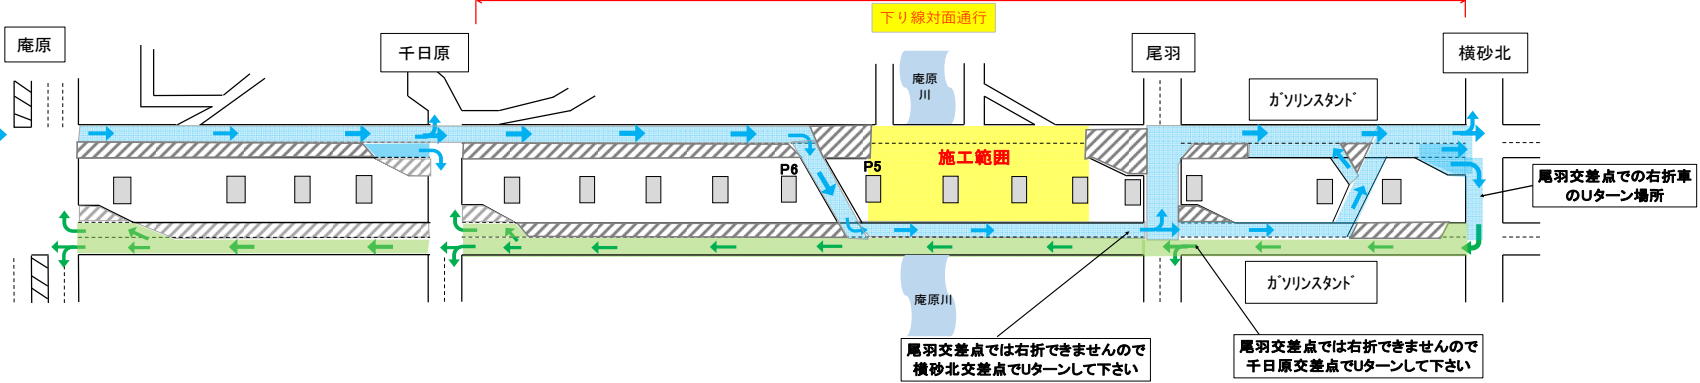 下り線対面通行
庵原
千日原
尾羽
横砂北
庵原
川
ｶﾞｿﾘﾝｽﾀﾝﾄﾞ
施工範囲
P6
P5
尾羽交差点での右折車
のUターン場所
庵原川
ｶﾞｿﾘﾝｽﾀﾝﾄﾞ
尾羽交差点では右折できませんので
横砂北交差点でUターンして下さい
尾羽交差点では右折できませんので
千日原交差点でUターンして下さい